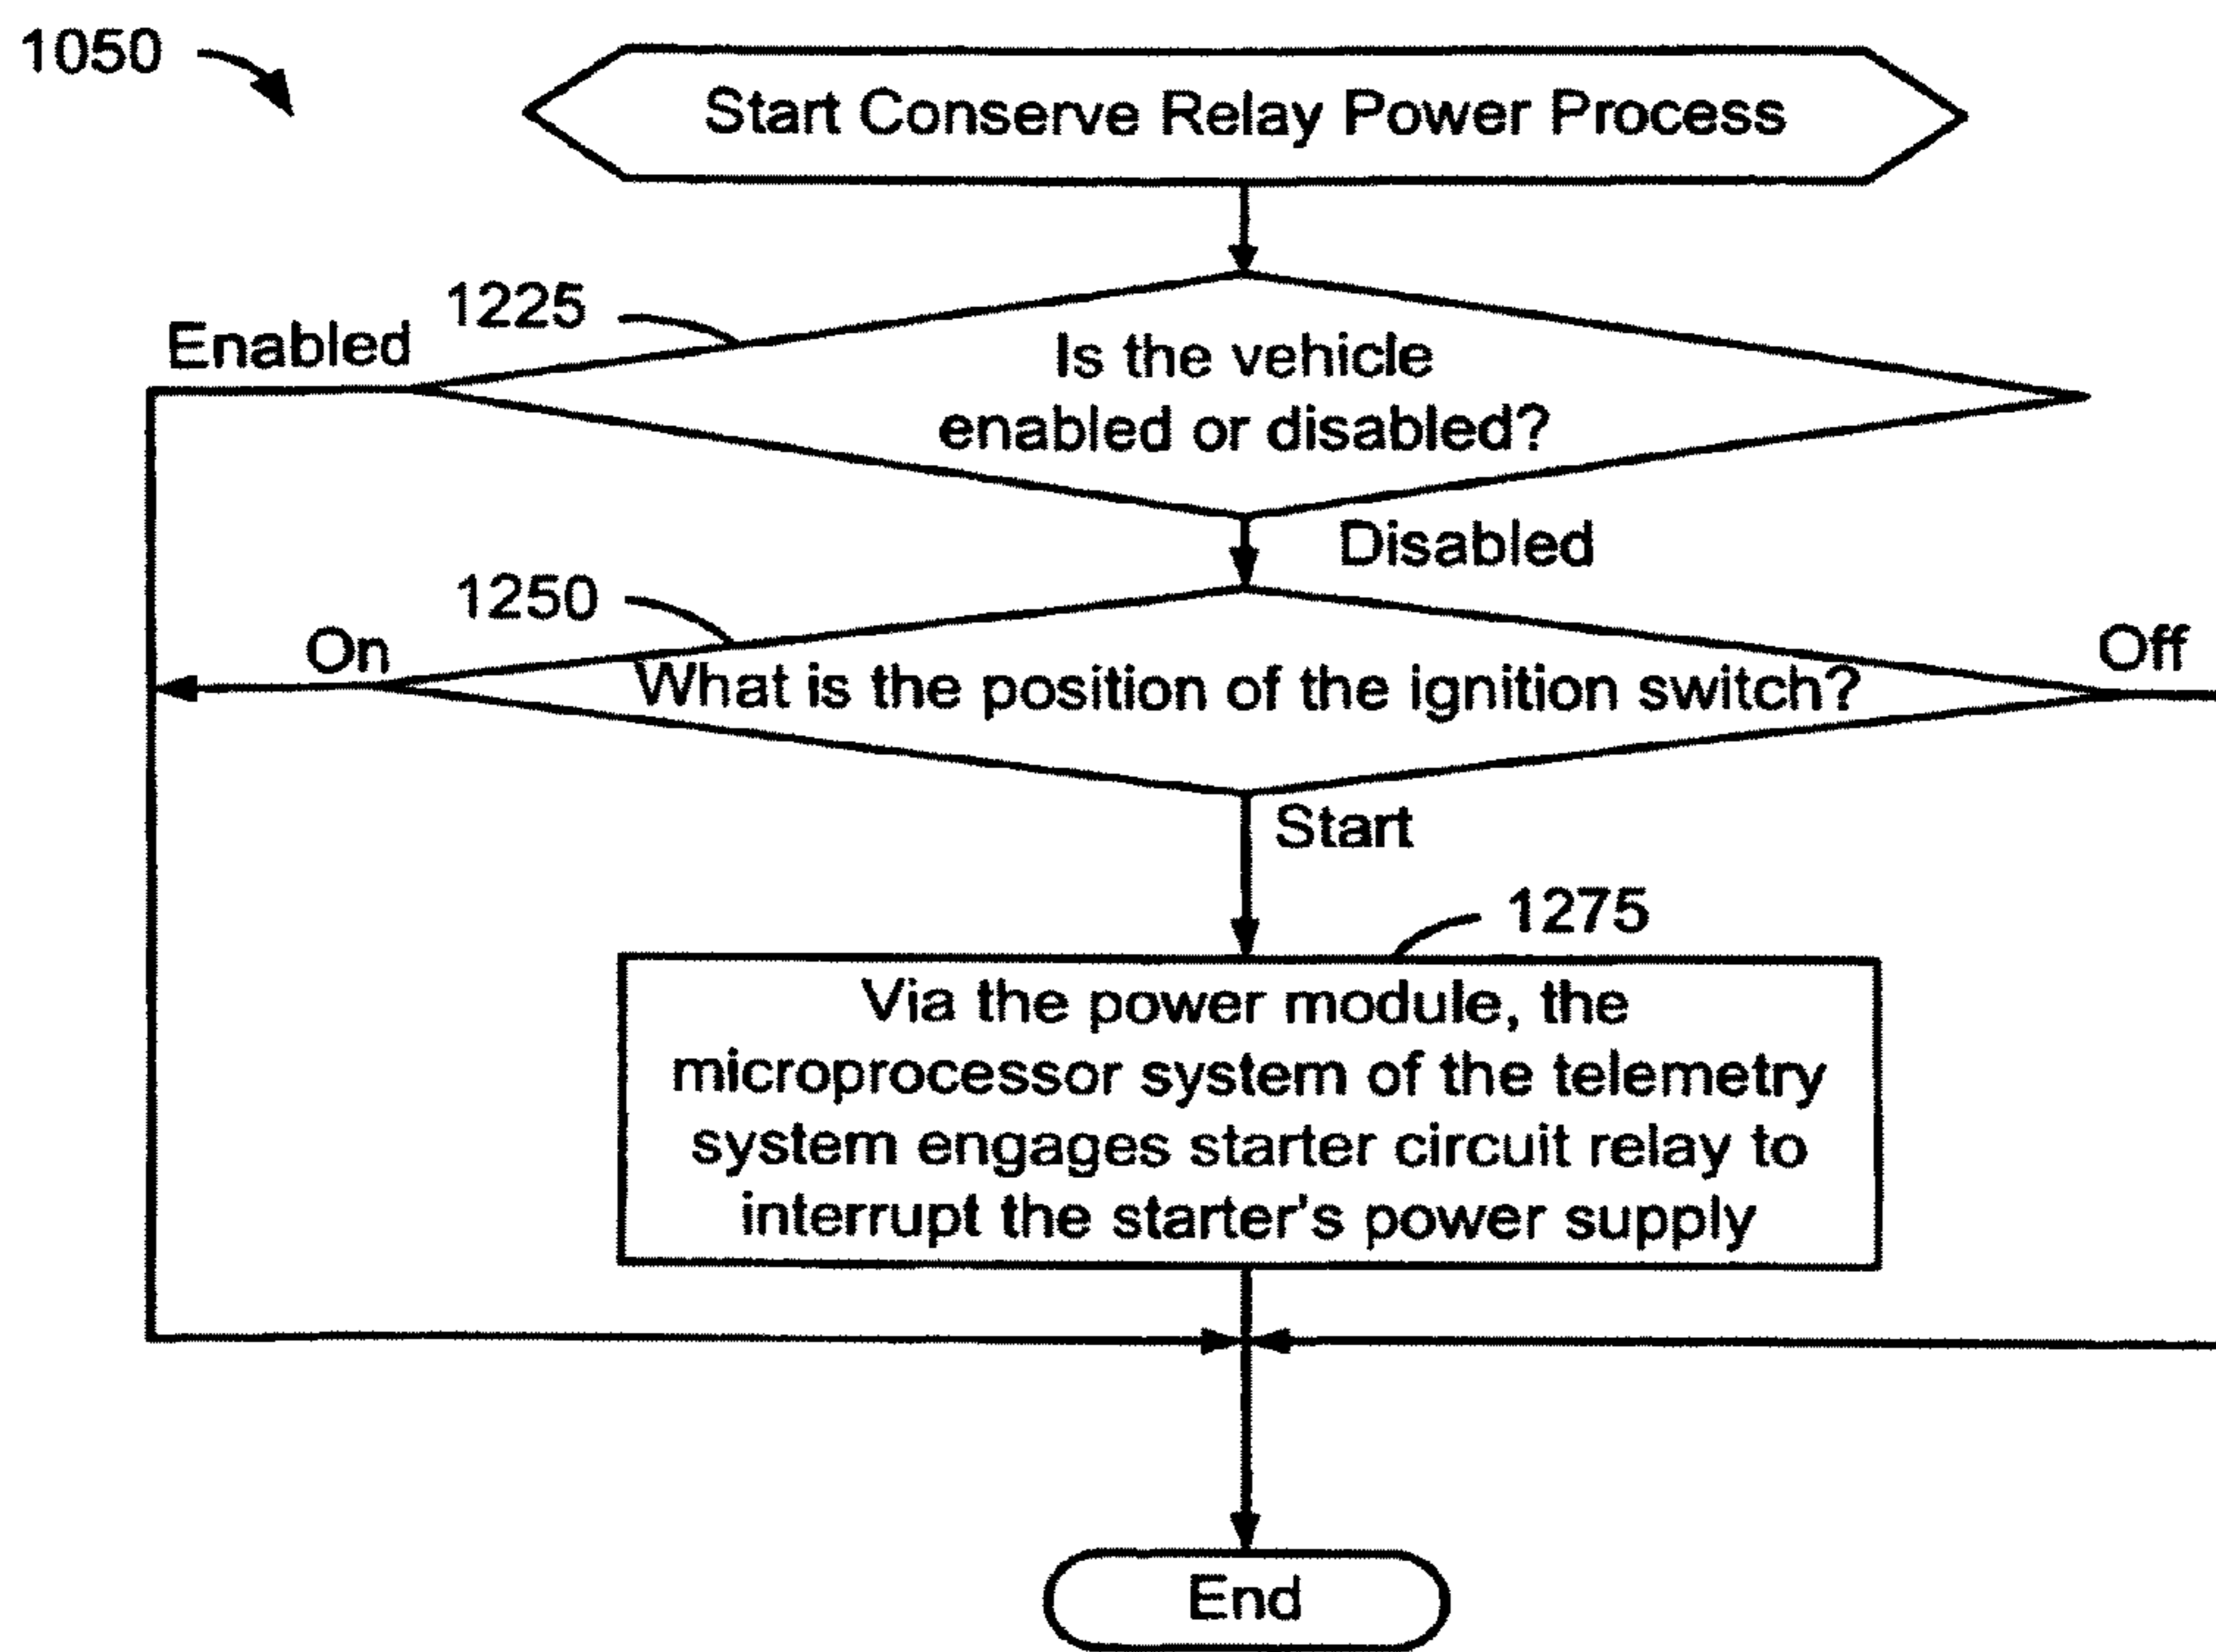 1050
Start Conserve Relay Power Process
1225
Enabled
Is the vehicle
enabled or disabled?
Disabled
1250
On
Off
What is the position of the ignition switch?
Start
1275
Via the power module, the
microprocessor system of the telemetry
system engages starter circuit relay to
interrupt the starter's power supply
End